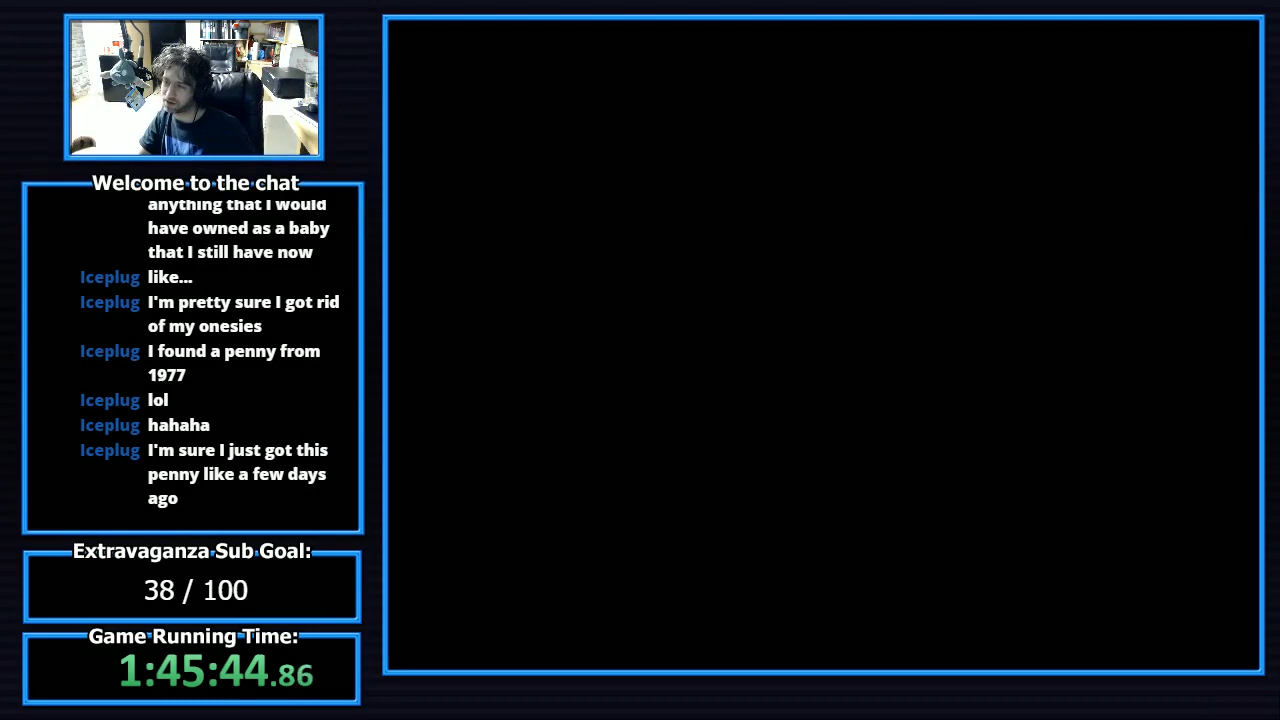 Welcome to the chat
anything that I would
have owned as a baby
that I still have now
Iceplug like...
Iceplug I'm pretty sure I got rid
of my onesies
Iceplug I found a penny from
1977
Iceplug lol
Iceplug hahaha
Iceplug I'm sure I just got this
penny like a few days
ago
Extravaganza Sub Goal:
38 / 100
Game Running Time:
1:45:44.86